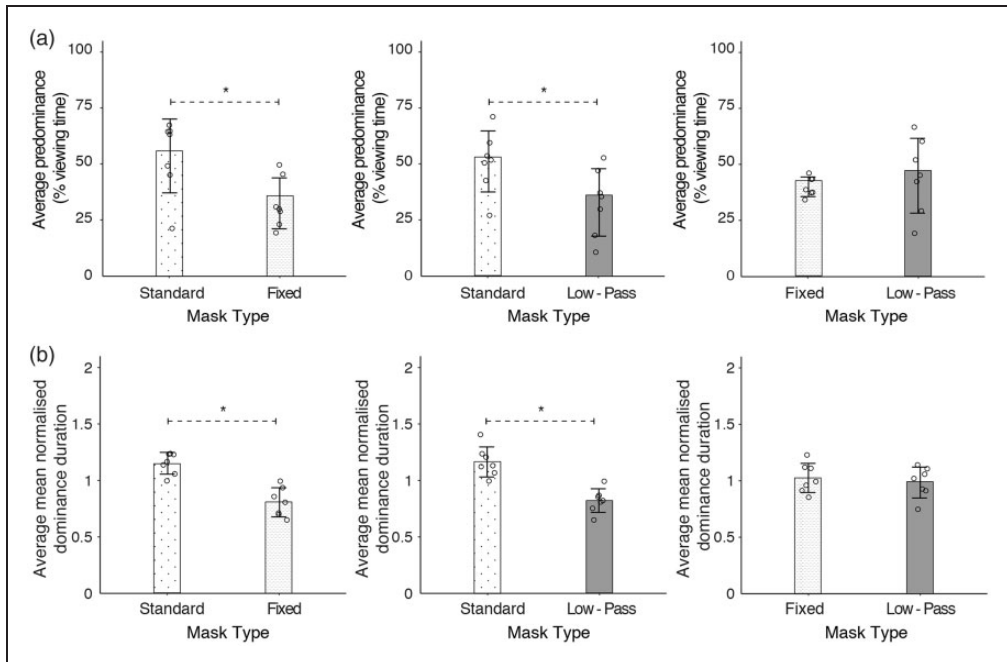 (a)
Average predominance
(% viewing time)
100
75
50
25
0
*
Standard
Fixed
Mask Type
Average predominance
(% viewing time)
100
75
50
25
0
*
Standard
Low - Pass
Mask Type
Average predominance
(% viewing time)
100
75
50
25
0
Fixed
Low - Pass
Mask Type
(b)
Average mean normalised
dominance duration
2
1.5
1
0.5
0
*
Standard
Fixed
Mask Type
Average mean normalised
dominance duration
2
1.5
1
0.5
0
*
Standard
Low - Pass
Mask Type
Average mean normalised
dominance duration
2
1.5
1
0.5
0
Fixed
Low - Pass
Mask Type